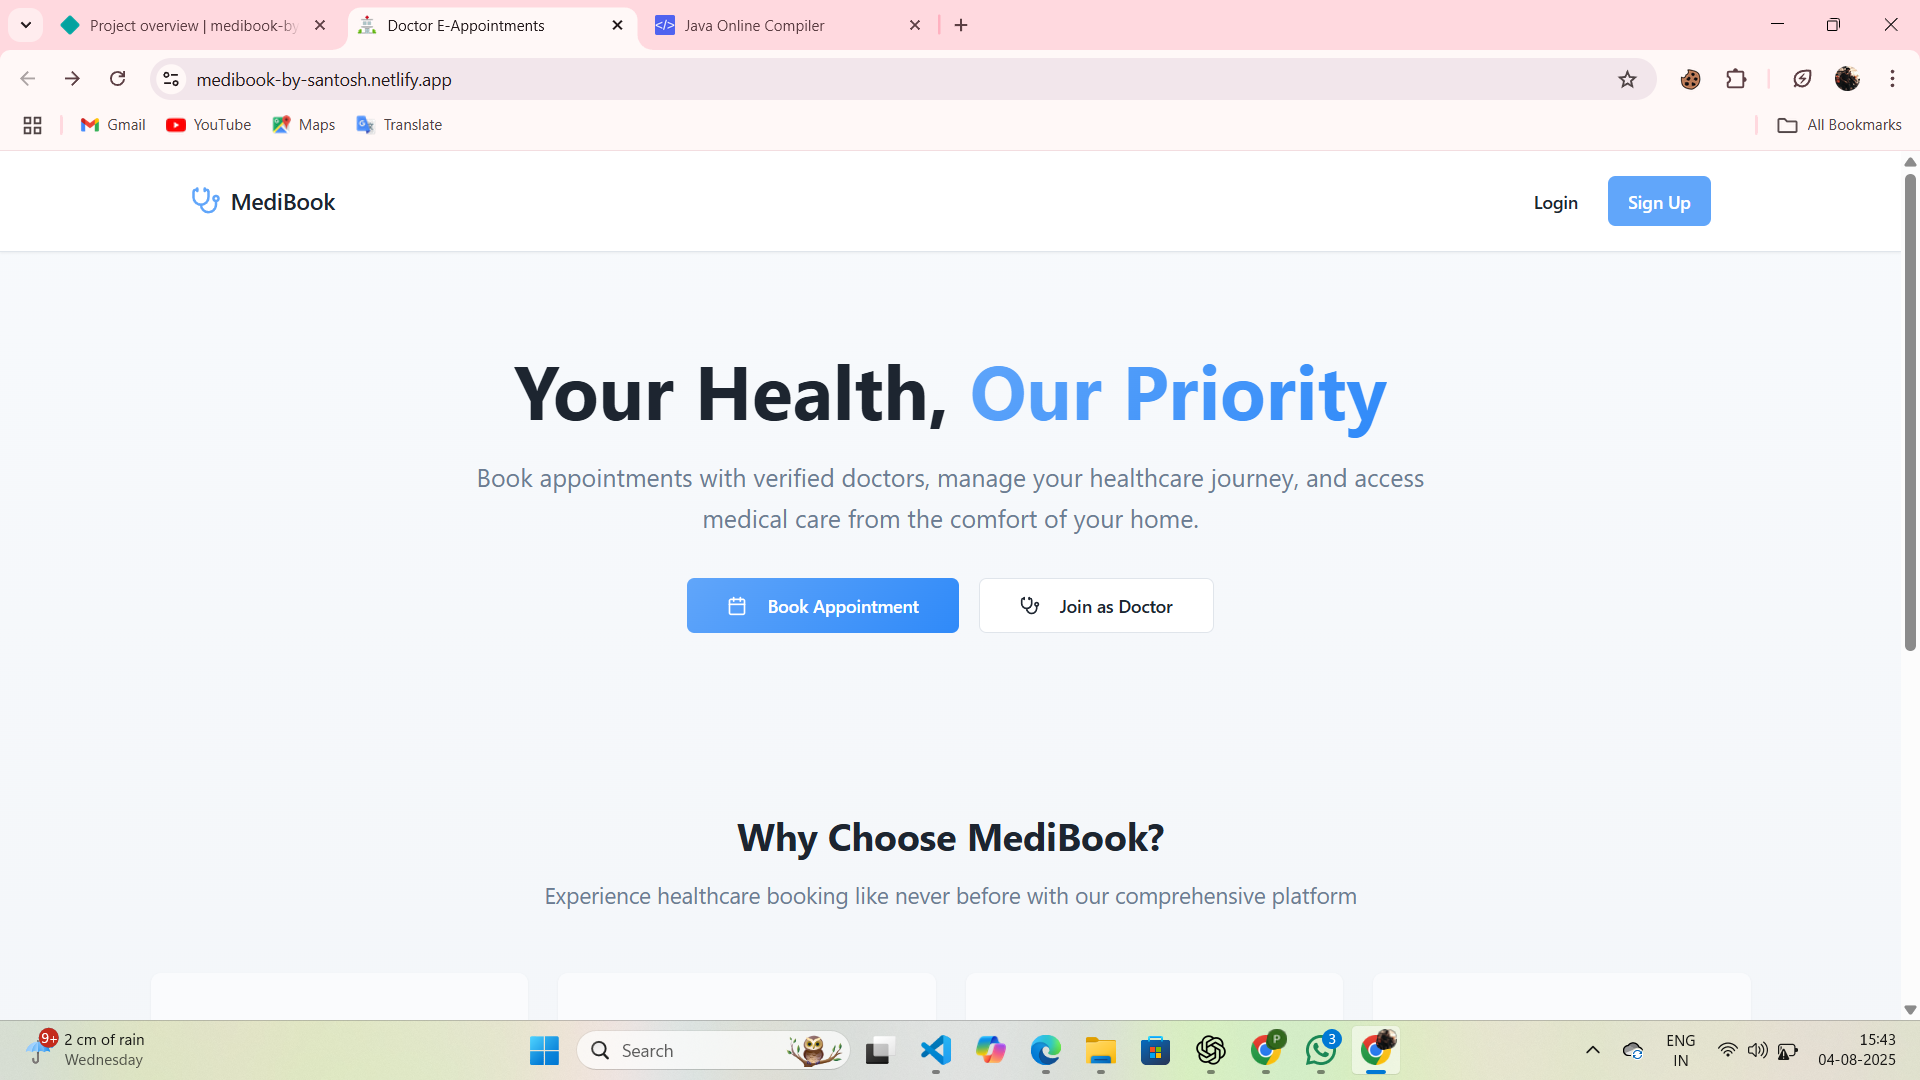 Project overview | medibook-by
Doctor E-Appointments
</> Java Online Compiler
medibook-by-santosh.netlify.app
Gmail
YouTube
Maps
Translate
All Bookmarks
MediBook
Login
Sign Up
Your Health, Our Priority
Book appointments with verified doctors, manage your healthcare journey, and access
medical care from the comfort of your home.
Book Appointment
Join as Doctor
Why Choose MediBook?
Experience healthcare booking like never before with our comprehensive platform
9+
2 cm of rain
Wednesday
Search
P
3
ENG
IN
15:43
04-08-2025